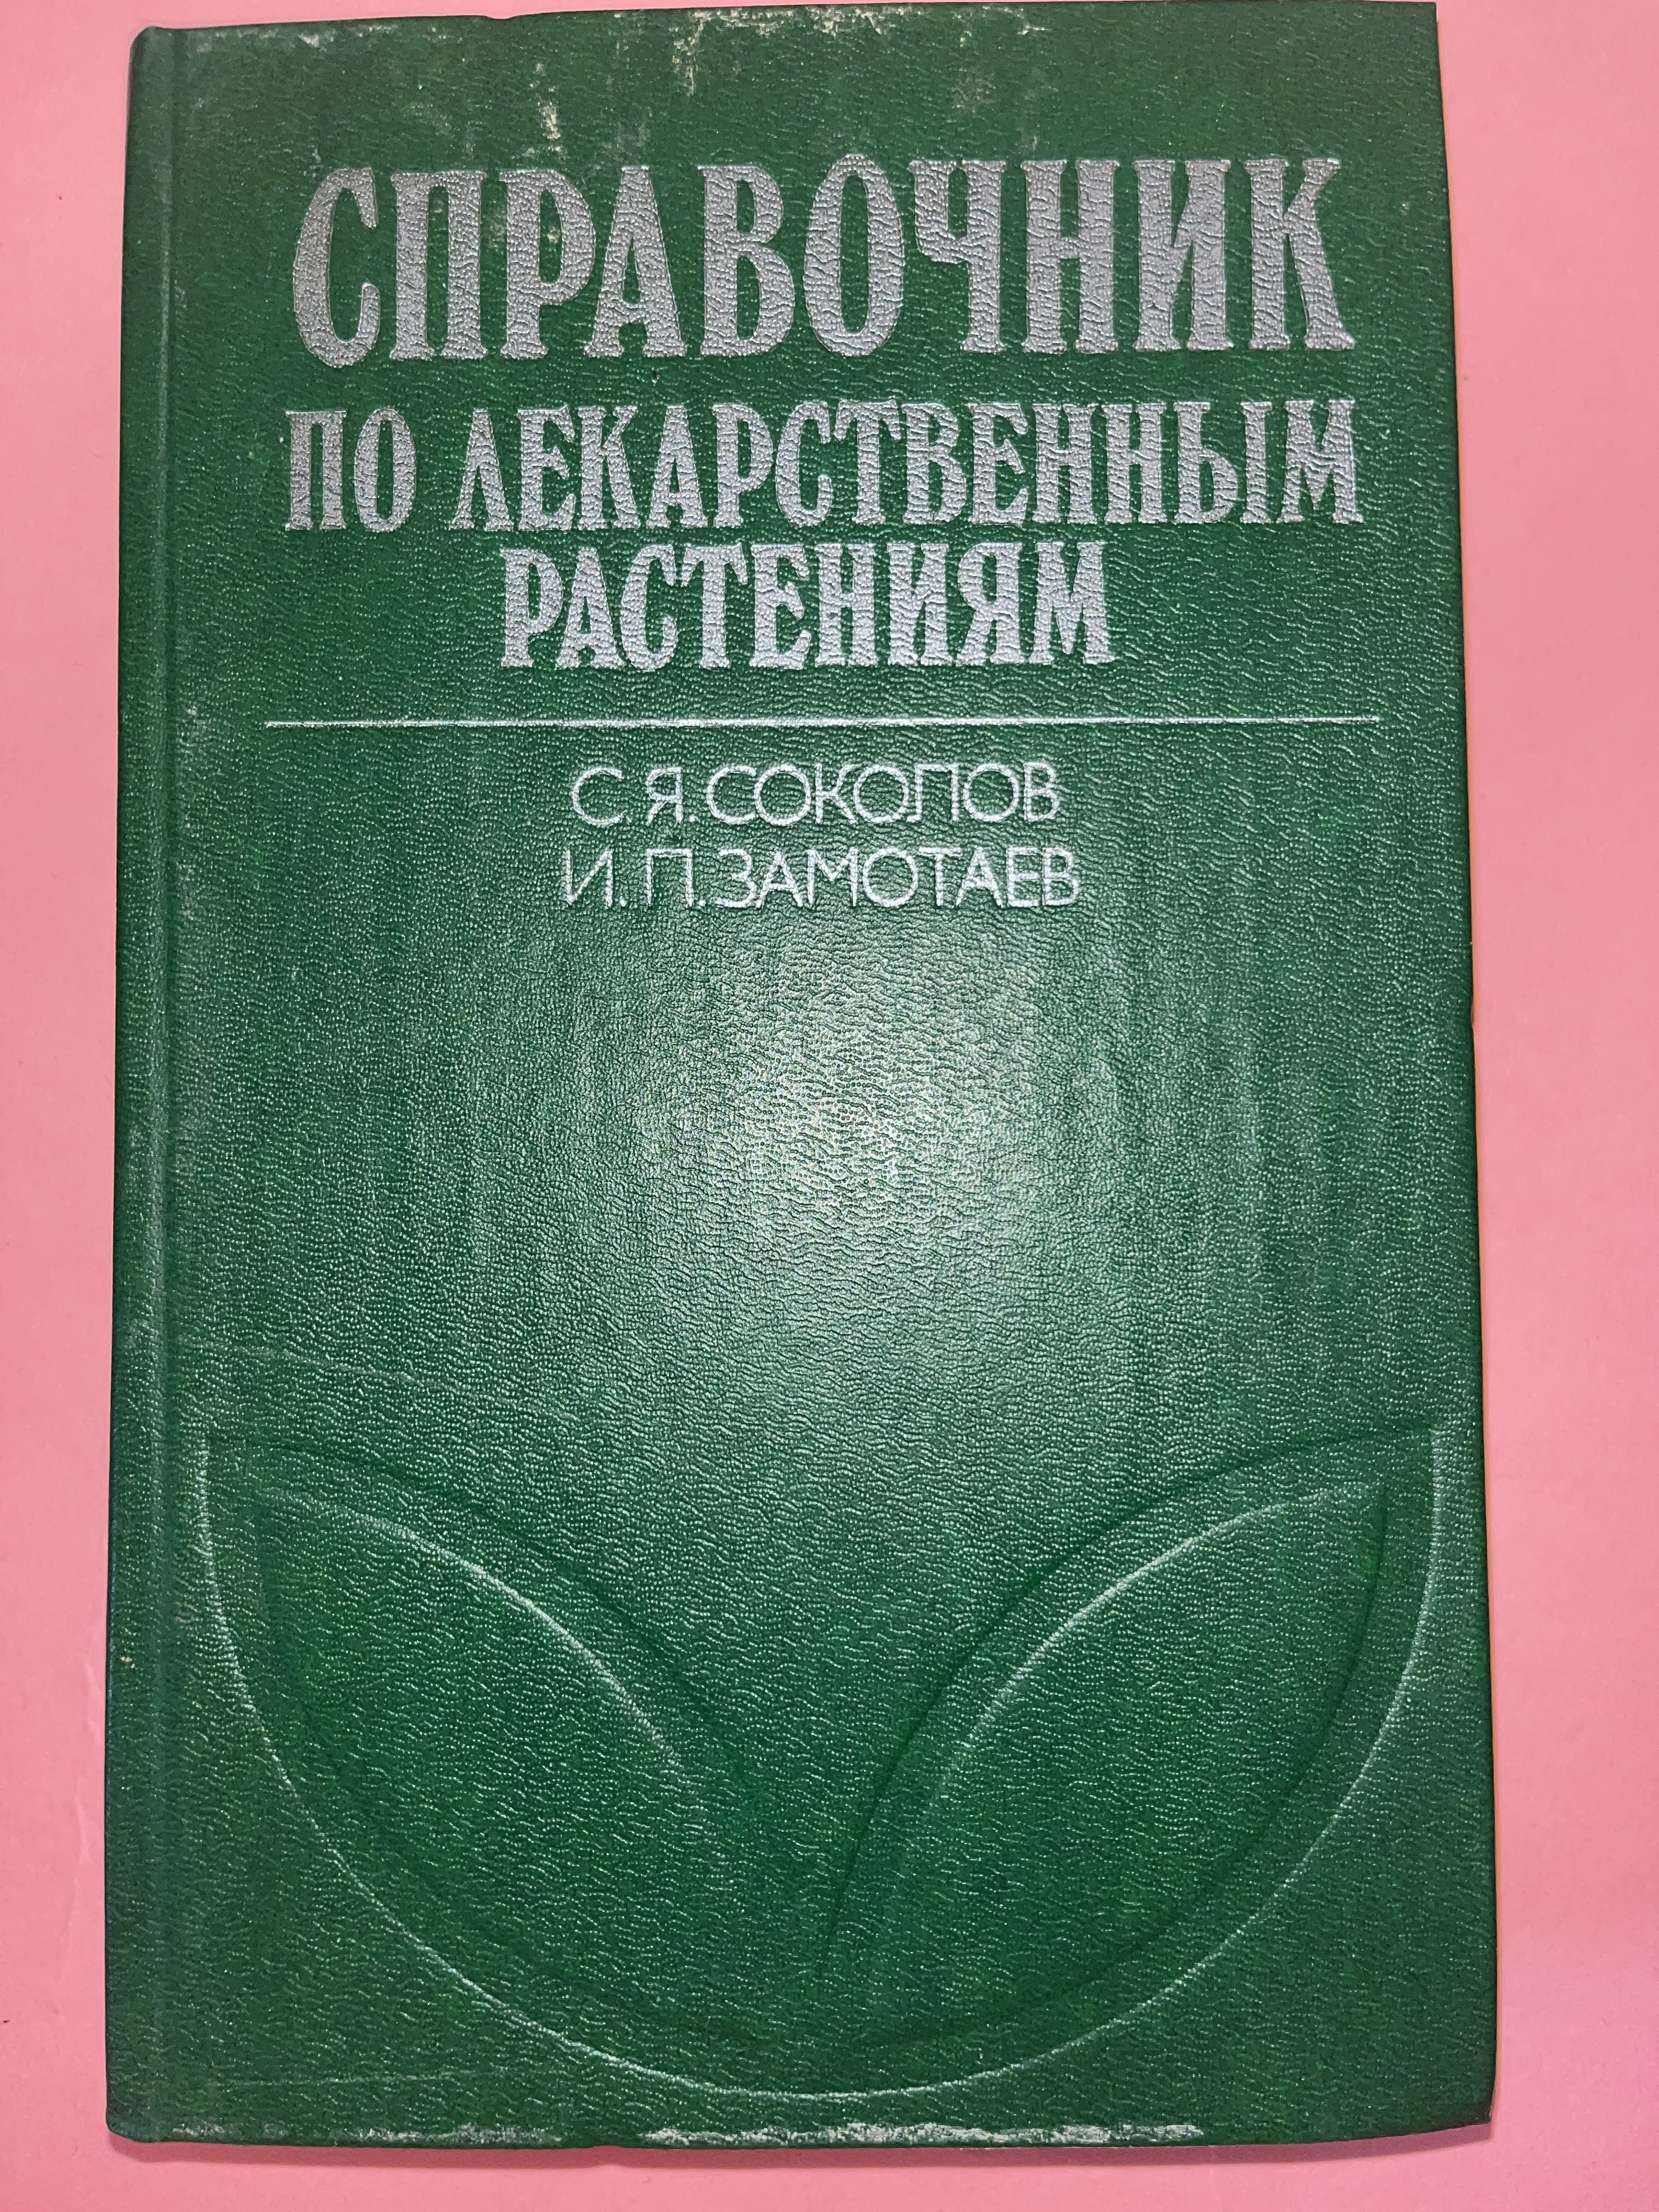 СПРАВОЧНИК
ПО ЛЕКАРСТВЕННЫМ
РАСТЕНИЯМ
С.Я.СОКОЛОВ
И.П.ЗАМОТАЕВ